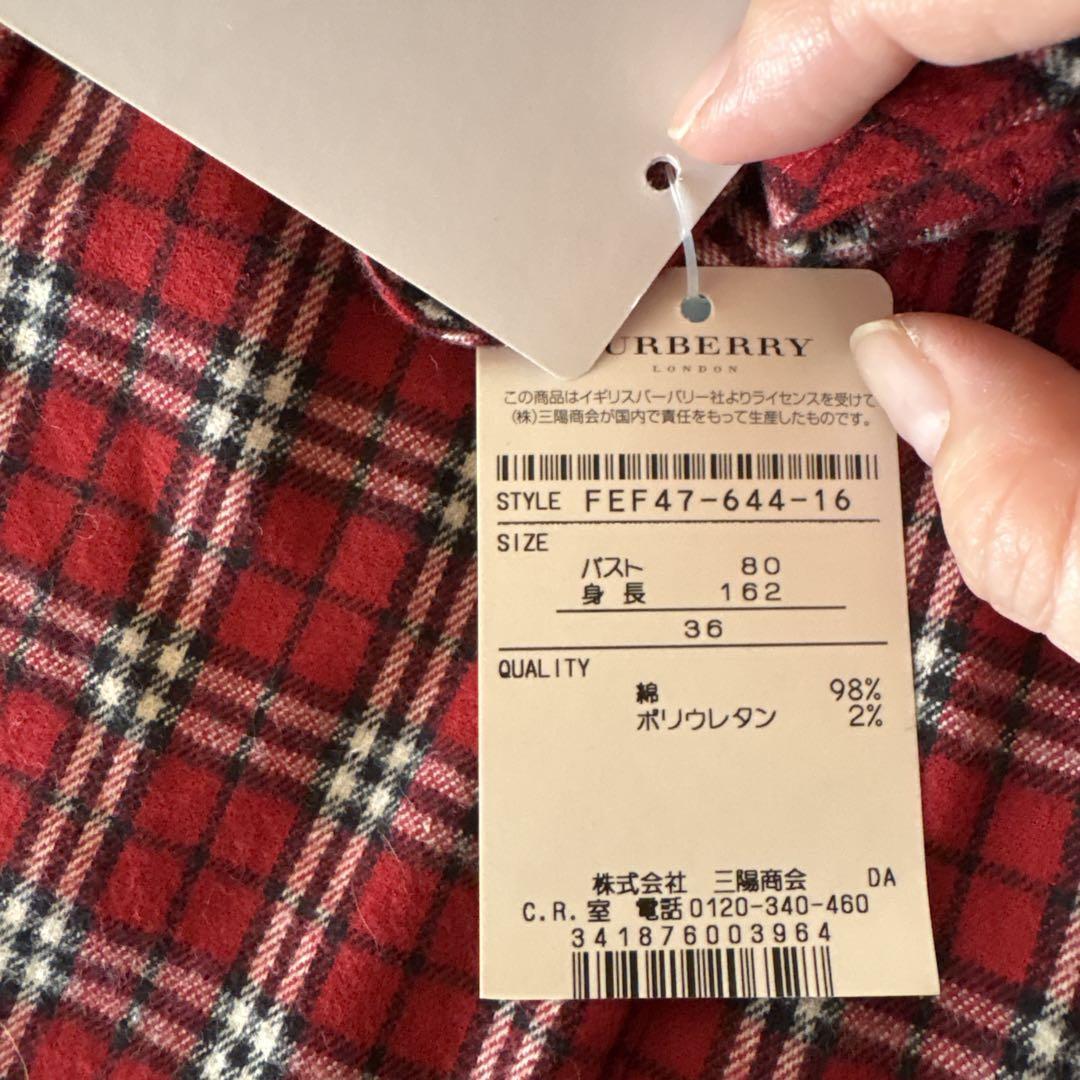 URBERRY
LONDON
この商品はイギリスバーバリー社よりライセンスを受けて
(株)三陽商会が国内で責任をもって生産したものです。
STYLE FEF47-644-16
SIZE
バスト 80
身長 162
36
QUALITY
綿 98%
ポリウレタン 2%
株式会社 三陽商会 DA
C.R.室 電話0120-340-460
341876003964